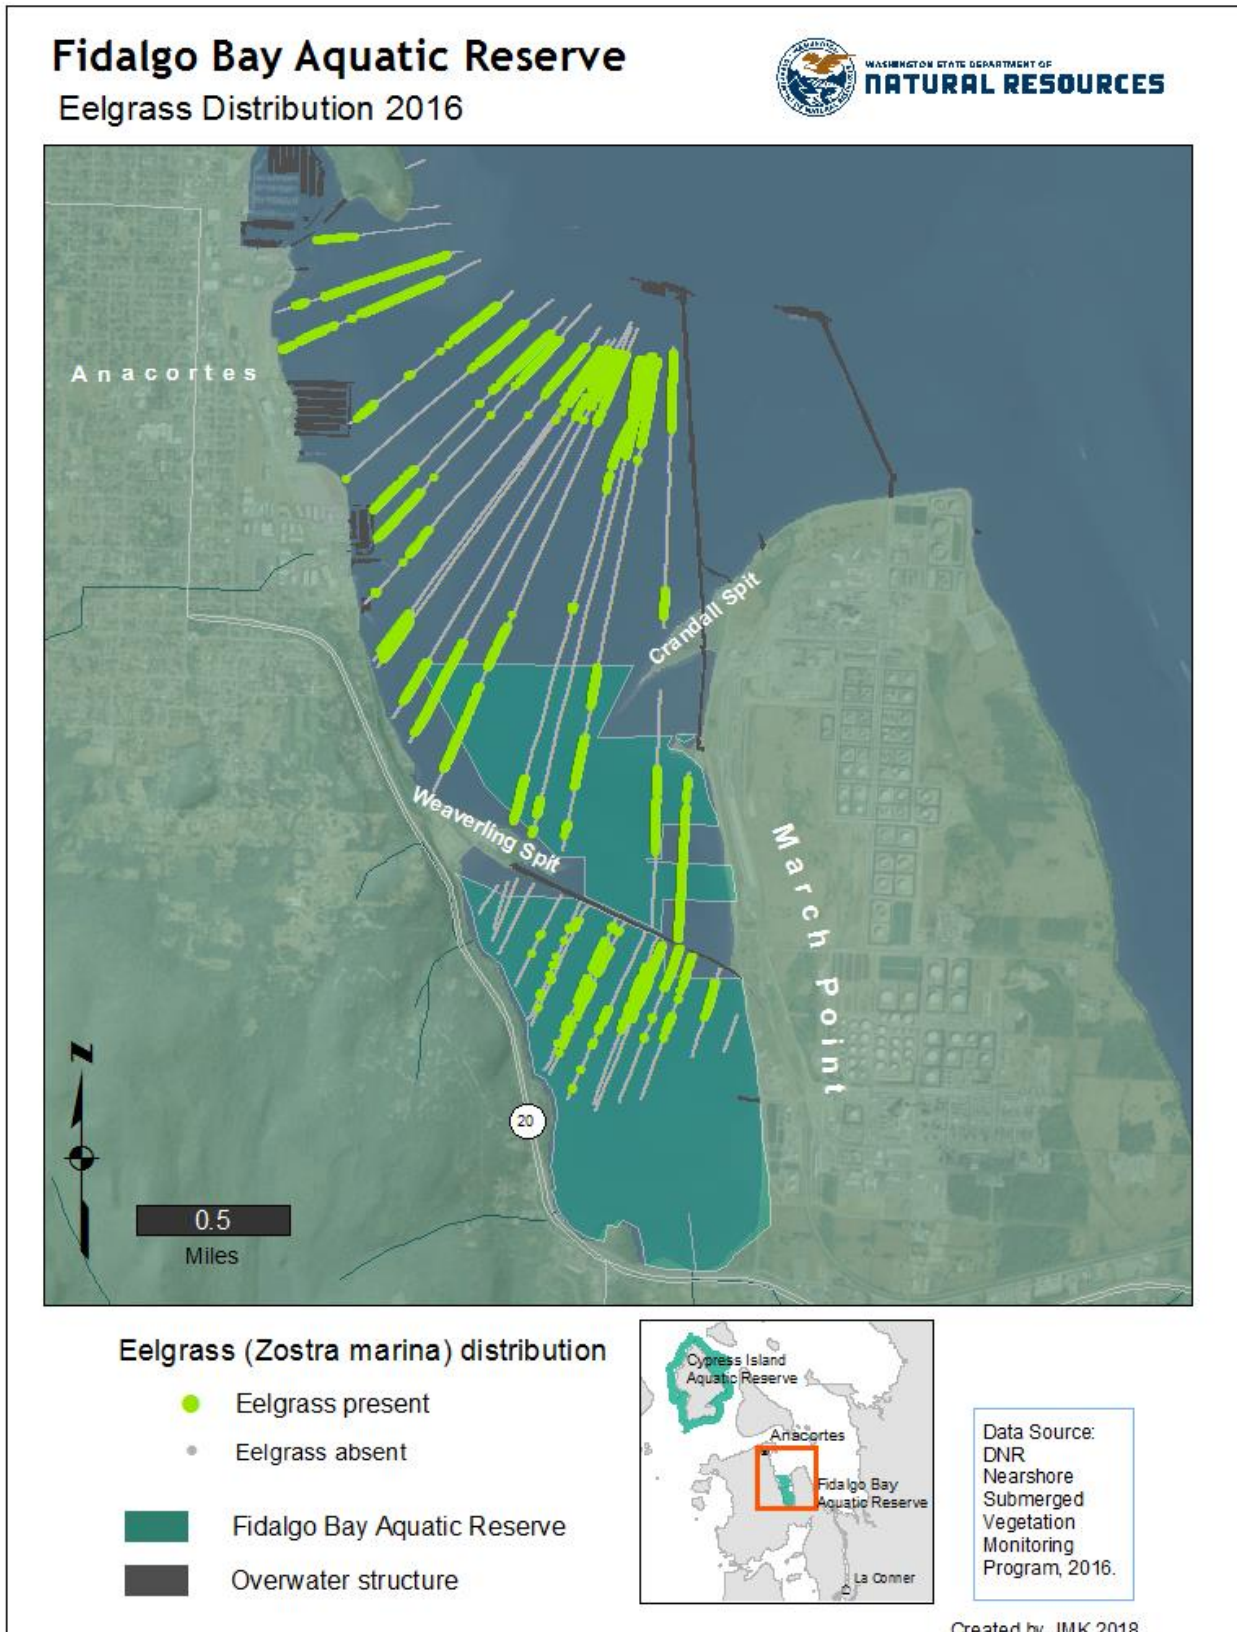 Fidalgo Bay Aquatic Reserve
Eelgrass Distribution 2016
WASHINGTON STATE DEPARTMENT OF
NATURAL RESOURCES
Anacortes
Crandall Spit
Weaverling Spit
March Point
20
N
0.5
Miles
Eelgrass (Zostra marina) distribution
Eelgrass present
Eelgrass absent
Fidalgo Bay Aquatic Reserve
Overwater structure
Cypress Island
Aquatic Reserve
Anacortes
Fidalgo Bay
Aquatic Reserve
La Conner
Data Source:
DNR
Nearshore
Submerged
Vegetation
Monitoring
Program, 2016.
Created by JMK 2018